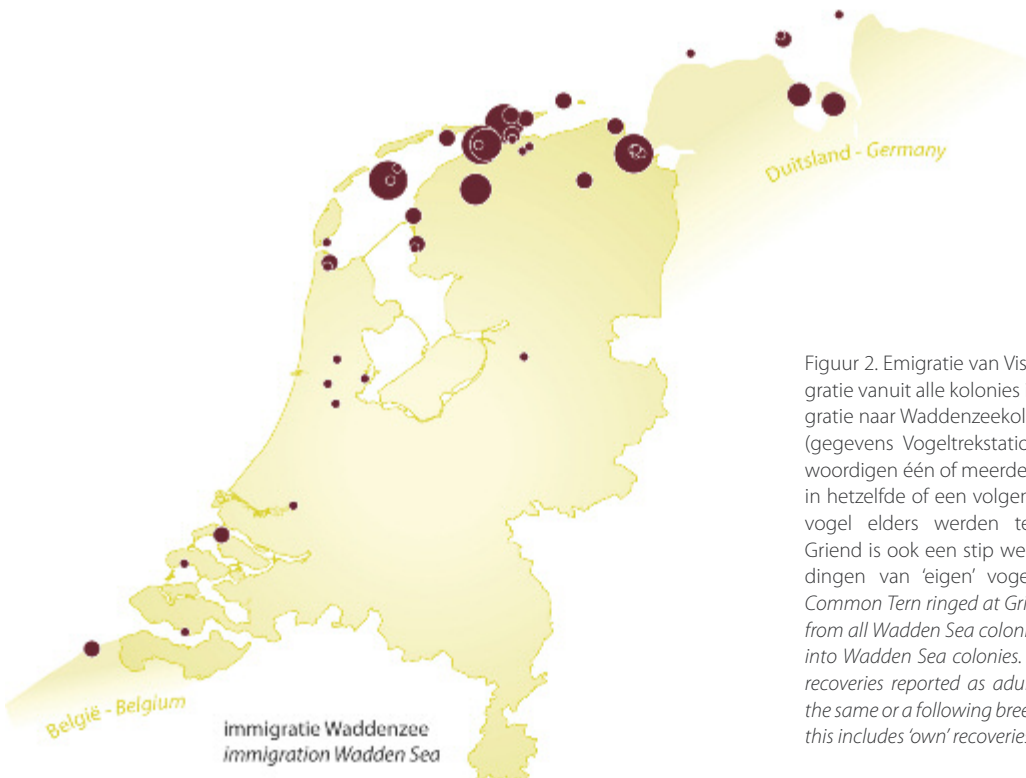 Duitsland - Germany
België - Belgium
immigratie Waddenzee
immigration Wadden Sea
Figuur 2. Emigratie van Vis
gratie vanuit alle kolonies
gratie naar Waddenzeekol
(gegevens Vogeltrekstatio
woordigen één of meerde
in hetzelfde of een volger
vogel elders werden te
Griend is ook een stip we
dingen van ‘eigen’ voge
Common Tern ringed at Gri
from all Wadden Sea coloni
into Wadden Sea colonies.
recoveries reported as adu
the same or a following bree
this includes ‘own’ recoverie